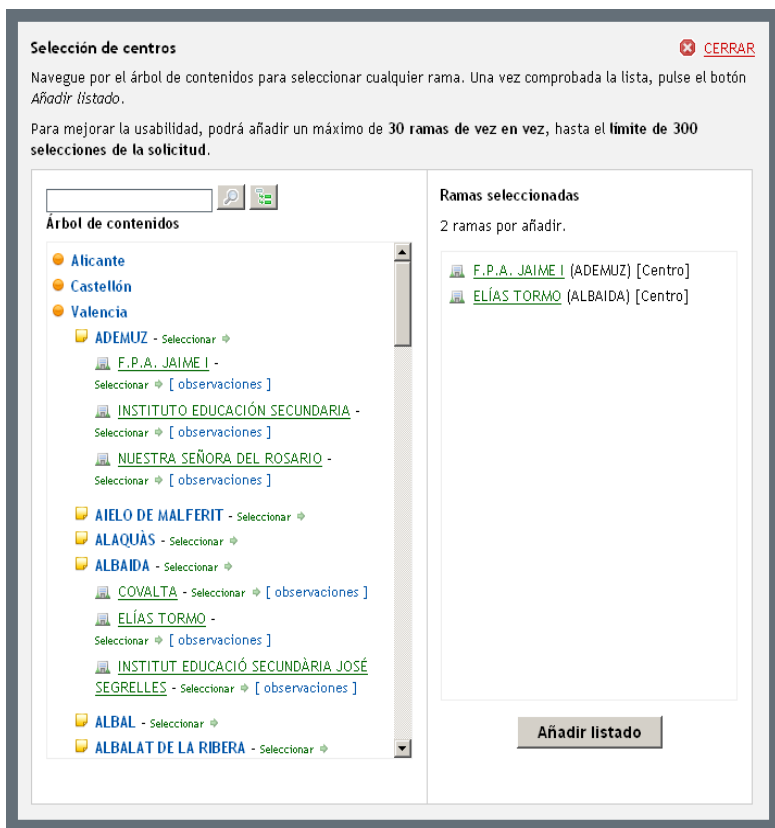 Selección de centros
CERRAR
Navegue por el árbol de contenidos para seleccionar cualquier rama. Una vez comprobada la lista, pulse el botón
Añadir listado.
Para mejorar la usabilidad, podrá añadir un máximo de 30 ramas de vez en vez, hasta el límite de 300
selecciones de la solicitud.
Árbol de contenidos
Alicante
Castellón
Valencia
ADEMUZ - Seleccionar
F.P.A. JAIME I -
Seleccionar [ observaciones ]
INSTITUTO EDUCACIÓN SECUNDARIA -
Seleccionar [ observaciones ]
NUESTRA SEÑORA DEL ROSARIO -
Seleccionar [ observaciones ]
AIELO DE MALFERIT - Seleccionar
ALAQUÀS - Seleccionar
ALBAIDA - Seleccionar
COVALTA - Seleccionar [ observaciones ]
ELÍAS TORMO -
Seleccionar [ observaciones ]
INSTITUT EDUCACIÓ SECUNDÀRIA JOSÉ
SEGRELLES - Seleccionar [ observaciones ]
ALBAL - Seleccionar
ALBALAT DE LA RIBERA - Seleccionar
Ramas seleccionadas
2 ramas por añadir.
F.P.A. JAIME I (ADEMUZ) [Centro]
ELÍAS TORMO (ALBAIDA) [Centro]
Añadir listado